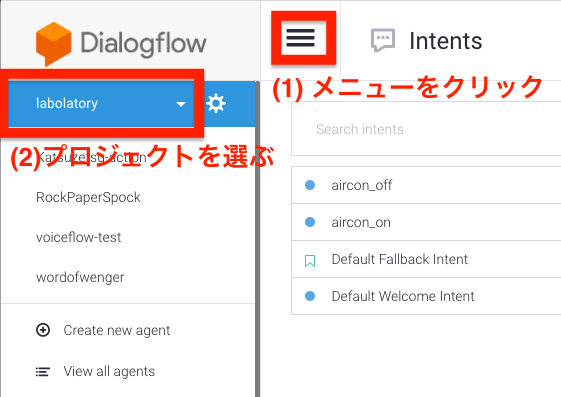 Dialogflow
Intents
labolatory
(1) メニューをクリック
(2)プロジェクトを選ぶ
Katsuzetsu-action
RockPaperSpock
voiceflow-test
wordofwenger
Create new agent
View all agents
Search intents
aircon_off
aircon_on
Default Fallback Intent
Default Welcome Intent